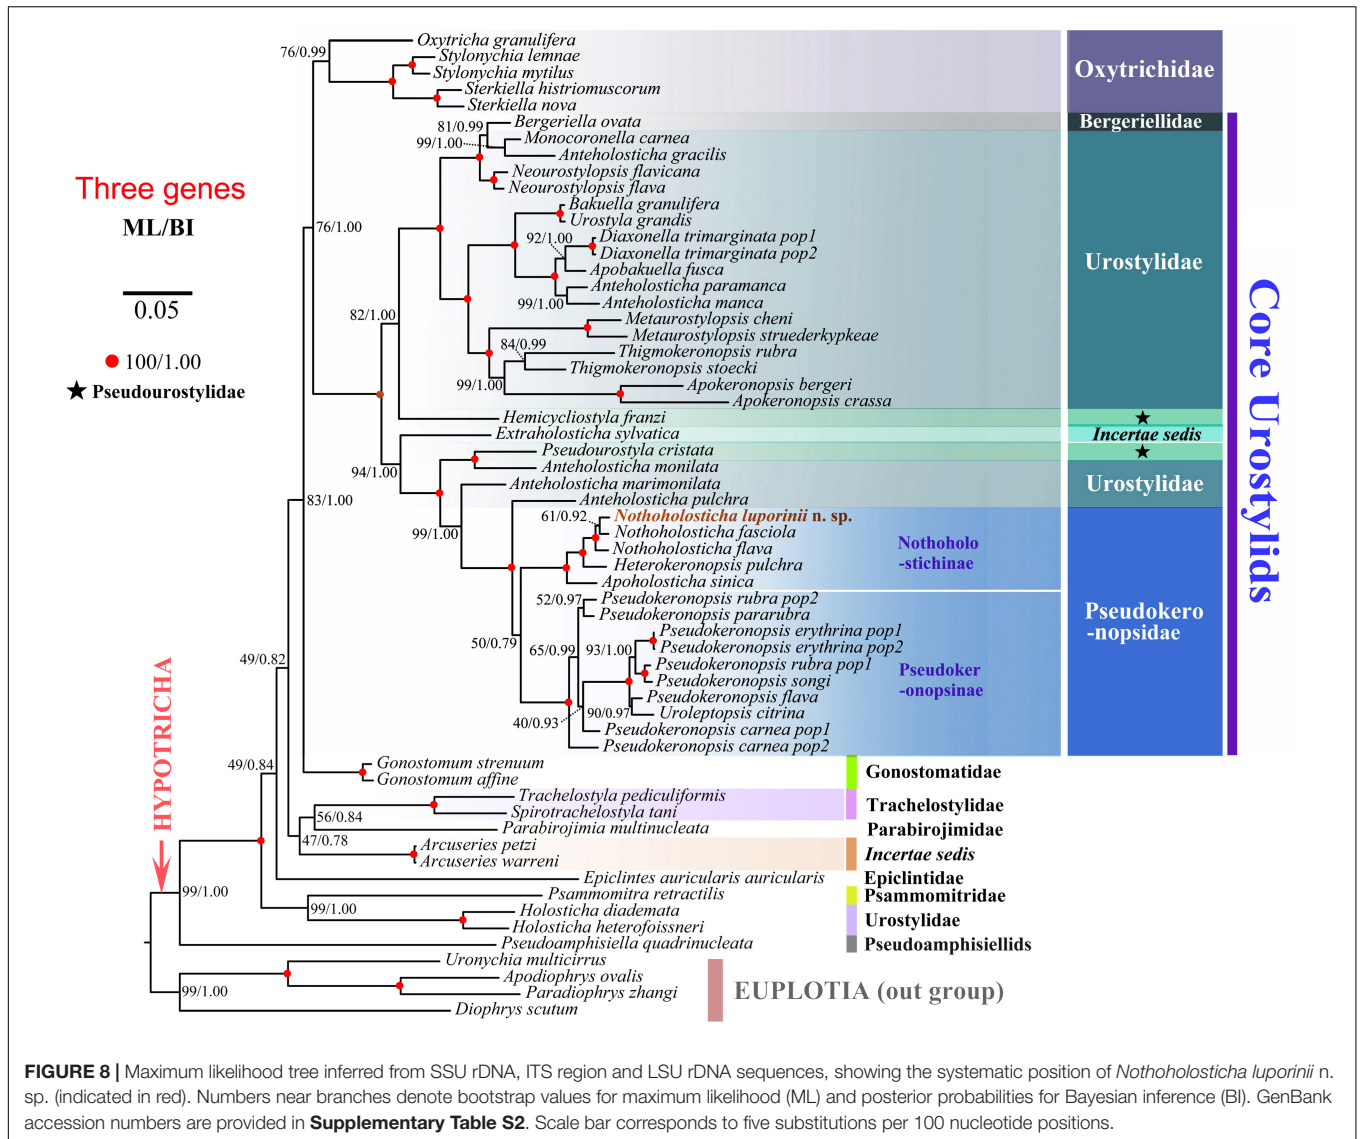 76/0.99
Oxytricha granulifera
Stylonychia lemnae
Stylonychia mytilus
Sterkiella histriomuscorum
Sterkiella nova
Oxytrichidae
81/0.99
Bergeriella ovata
Bergeriellidae
99/1.00
Monocoronella carnea
Anteholosticha gracilis
Neourostylopsis flavicana
Neourostylopsis flava
Three genes
ML/BI
0.05
100/1.00
★ Pseudourostylidae
76/1.00
Bakuella granulifera
Urostyla grandis
92/1.00
Diaxonella trimarginata pop1
Diaxonella trimarginata pop2
Apobakuella fusca
Anteholosticha paramanca
99/1.00
Anteholosticha manca
Urostylidae
82/1.00
Metaurostylopsis cheni
Metaurostylopsis struederkypkeae
84/0.99
Thigmokeronopsis rubra
Thigmokeronopsis stoecki
99/1.00
Apokeronopsis bergeri
Apokeronopsis crassa
Hemicycliostyla franzi
★
Extraholosticha sylvatica
Incertae sedis
Pseudourostyla cristata
★
94/1.00
Anteholosticha monilata
Anteholosticha marimonilata
Urostylidae
83/1.00
Anteholosticha pulchra
99/1.00
61/0.92
Nothoholosticha luporinii n. sp.
Nothoholosticha fasciola
Nothoholosticha flava
Heterokeronopsis pulchra
Apoholosticha sinica
Nothoholo
-stichinae
52/0.97
Pseudokeronopsis rubra pop2
Pseudokeronopsis pararubra
50/0.79
65/0.99
93/1.00
Pseudokeronopsis erythrina pop1
Pseudokeronopsis erythrina pop2
Pseudokeronopsis rubra pop1
Pseudokeronopsis songi
Pseudokeronopsis flava
40/0.93
90/0.97
Uroleptopsis citrina
Pseudokeronopsis carnea pop1
Pseudokeronopsis carnea pop2
Pseudoker
-onopsinae
Pseudokero
-nopsidae
Core Urostylids
49/0.82
49/0.84
Gonostomum strenuum
Gonostomum affine
Gonostomatidae
HYPOTRICHA
56/0.84
Trachelostyla pediculiformis
Spirotrachelostyla tani
Trachelostylidae
47/0.78
Parabirojimia multinucleata
Parabirojimidae
Arcuseries petzi
Arcuseries warreni
Incertae sedis
Epiclintes auricularis auricularis
Epiclintidae
99/1.00
Psammomitra retractilis
Psammomitridae
99/1.00
Holosticha diademata
Holosticha heterofoissneri
Urostylidae
Pseudoamphisiella quadrinucleata
Pseudoamphisiellids
Uronychia multicirrus
99/1.00
Apodiophrys ovalis
Paradiophrys zhangi
Diophrys scutum
EUPLOTIA (out group)
FIGURE 8 | Maximum likelihood tree inferred from SSU rDNA, ITS region and LSU rDNA sequences, showing the systematic position of Nothoholosticha luporinii n.
sp. (indicated in red). Numbers near branches denote bootstrap values for maximum likelihood (ML) and posterior probabilities for Bayesian inference (BI). GenBank
accession numbers are provided in Supplementary Table S2. Scale bar corresponds to five substitutions per 100 nucleotide positions.